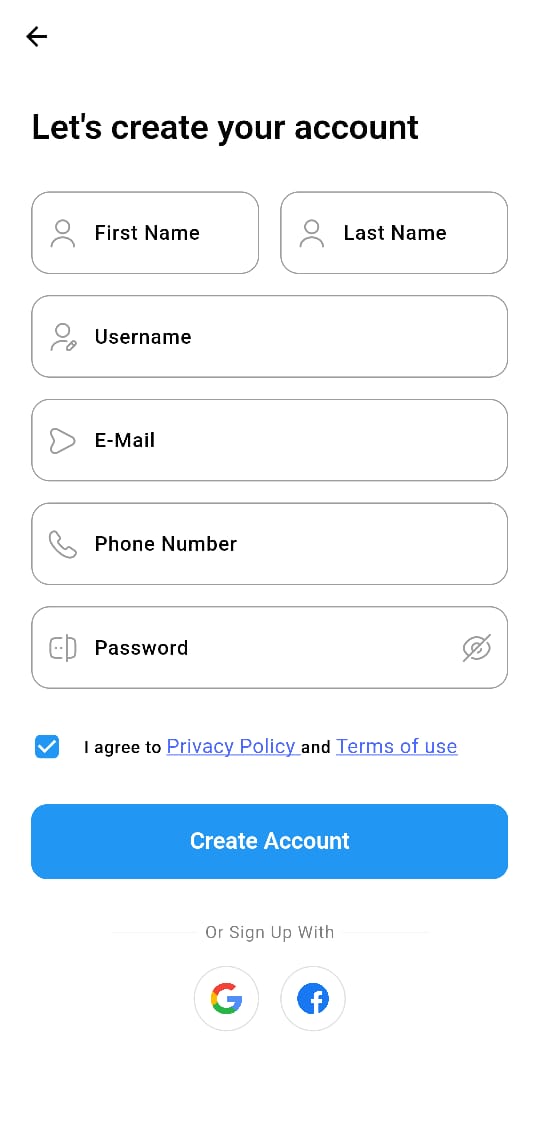 Let's create your account
First Name
Last Name
Username
E-Mail
Phone Number
Password
I agree to Privacy Policy and Terms of use
Create Account
Or Sign Up With